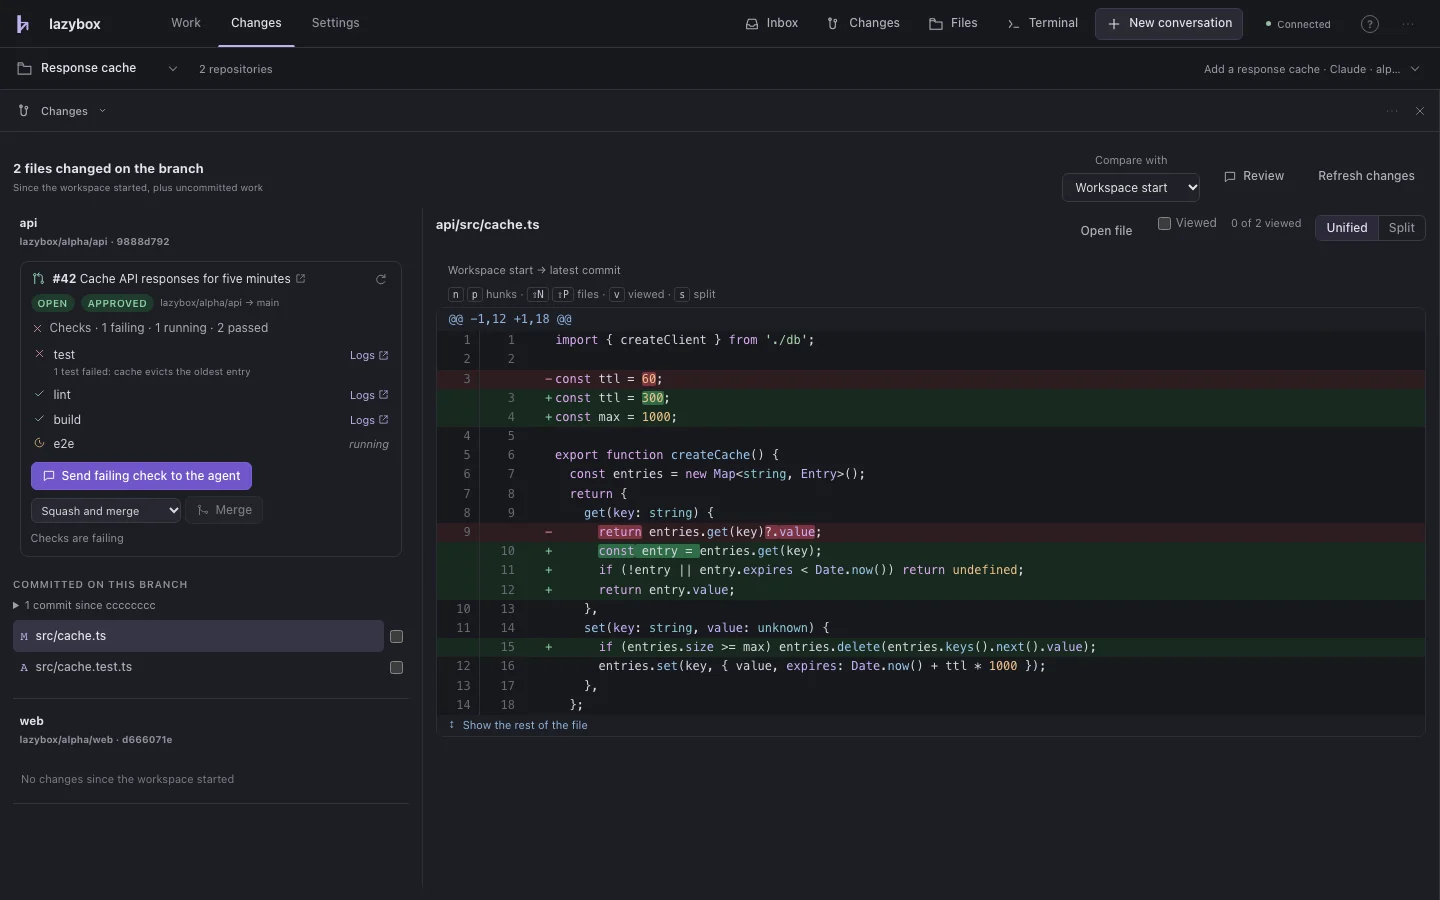 lazybox
Work
Changes
Settings
Inbox
Changes
Files
Terminal
New conversation
Connected
?
Response cache
2 repositories
Add a response cache · Claude · alp…
Changes
2 files changed on the branch
Since the workspace started, plus uncommitted work
Compare with
Workspace start
Review
Refresh changes
api
lazybox/alpha/api · 9888d792
#42 Cache API responses for five minutes
OPEN APPROVED lazybox/alpha/api → main
Checks · 1 failing · 1 running · 2 passed
test Logs
1 test failed: cache evicts the oldest entry
lint Logs
build Logs
e2e running
Send failing check to the agent
Squash and merge Merge
Checks are failing
COMMITTED ON THIS BRANCH
1 commit since cccccccc
M src/cache.ts
A src/cache.test.ts
web
lazybox/alpha/web · d666071e
No changes since the workspace started
api/src/cache.ts
Open file
Viewed
0 of 2 viewed
Unified Split
Workspace start → latest commit
n p hunks · ⇧N ⇧P files · v viewed · s split
@@ −1,12 +1,18 @@
1 1 import { createClient } from './db';
2 2
3 −const ttl = 60;
3 +const ttl = 300;
4 +const max = 1000;
4 5
5 6 export function createCache() {
6 7 const entries = new Map<string, Entry>();
7 8 return {
8 9 get(key: string) {
9 − return entries.get(key)?.value;
10 + const entry = entries.get(key);
11 + if (!entry || entry.expires < Date.now()) return undefined;
12 + return entry.value;
10 13 },
11 14 set(key: string, value: unknown) {
15 + if (entries.size >= max) entries.delete(entries.keys().next().value);
12 16 entries.set(key, { value, expires: Date.now() + ttl * 1000 });
13 17 },
14 18 };
↕ Show the rest of the file